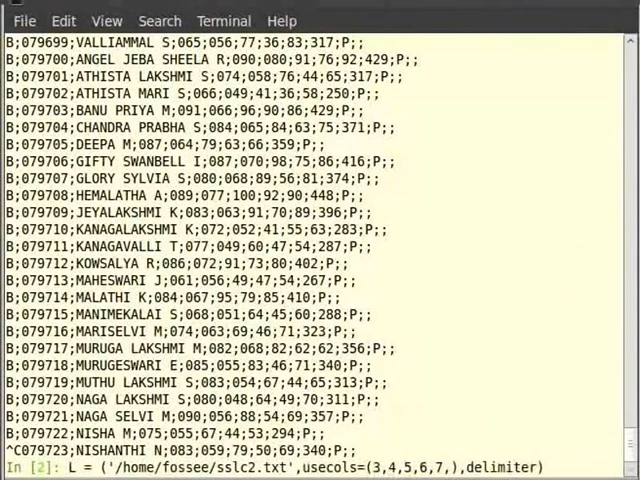 File Edit View Search Terminal Help
B;079699;VALLIAMMAL S;065;056;77;36;83;317;P;;
B;079700;ANGEL JEBA SHEELA R;090;080;91;76;92;429;P;;
B;079701;ATHISTA LAKSHMI S;074;058;76;44;65;317;P;;
B;079702;ATHISTA MARI S;066;049;41;36;58;250;P;;
B;079703;BANU PRIYA M;091;066;96;90;86;429;P;;
B;079704;CHANDRA PRABHA S;084;065;84;63;75;371;P;;
B;079705;DEEPA M;087;064;79;63;66;359;P;;
B;079706;GIFTY SWANBELL I;087;070;98;75;86;416;P;;
B;079707;GLORY SYLVIA S;080;068;89;56;81;374;P;;
B;079708;HEMALATHA A;089;077;100;92;90;448;P;;
B;079709;JEYALAKSHMI K;083;063;91;70;89;396;P;;
B;079710;KANAGALAKSHMI K;072;052;41;55;63;283;P;;
B;079711;KANAGAVALLI T;077;049;60;47;54;287;P;;
B;079712;KOWSALYA R;086;072;91;73;80;402;P;;
B;079713;MAHESWARI J;061;056;49;47;54;267;P;;
B;079714;MALATHI K;084;067;95;79;85;410;P;;
B;079715;MANIMEKALAI S;068;051;64;45;60;288;P;;
B;079716;MARISELVI M;074;063;69;46;71;323;P;;
B;079717;MURUGA LAKSHMI M;082;068;82;62;62;356;P;;
B;079718;MURUGESWARI E;085;055;83;46;71;340;P;;
B;079719;MUTHU LAKSHMI S;083;054;67;44;65;313;P;;
B;079720;NAGA LAKSHMI S;080;048;64;49;70;311;P;;
B;079721;NAGA SELVI M;090;056;88;54;69;357;P;;
B;079722;NISHA M;075;055;67;44;53;294;P;;
^C079723;NISHANTHI N;083;059;79;50;69;340;P;;
In [2]: L = ('/home/fossee/sslc2.txt',usecols=(3,4,5,6,7,),delimiter)